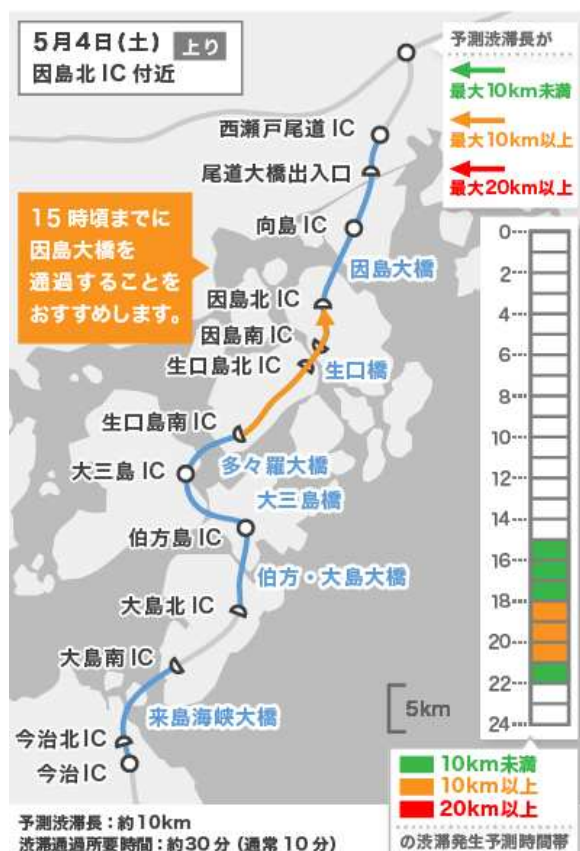 5月4日(土) 上り
因島北IC付近
予測渋滞長が
最大10km未満
最大10km以上
最大20km以上
15時頃までに
因島大橋を
通過することを
おすすめします。
西瀬戸尾道IC
尾道大橋出入口
向島IC
因島大橋
因島北IC
因島南IC
生口島北IC
生口橋
生口島南IC
多々羅大橋
大三島IC
大三島橋
伯方島IC
伯方・大島大橋
大島北IC
大島南IC
来島海峡大橋
今治北IC
今治IC
5km
0
2
4
6
8
10
12
14
16
18
20
22
24
10km未満
10km以上
20km以上
の渋滞発生予測時間帯
予測渋滞長：約10km
渋滞通過所要時間：約30分（通常10分）